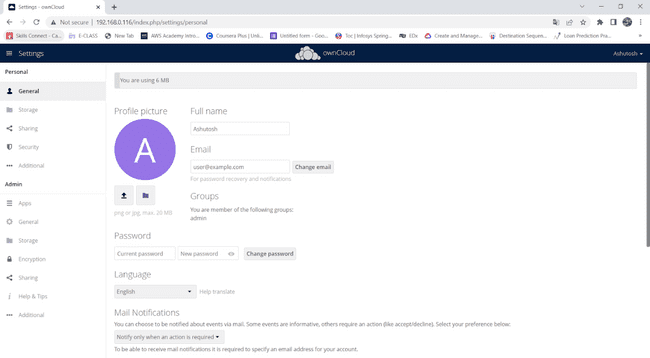 Settings - ownCloud
Not secure | 192.168.0.116/index.php/settings/personal
Skills Connect - Ca...
E-CLASS
New Tab
AWS Academy Intro...
Coursera Plus | Unli...
Untitled form - Goo...
Toc | Infosys Spring...
EDx
Create and Manage...
Destination Sequen...
Loan Prediction Pra...
Settings
ownCloud
Ashutosh
Personal
General
Storage
Sharing
Security
Additional
Admin
Apps
General
Storage
Encryption
Sharing
Help & Tips
Additional
You are using 6 MB
Profile picture
A
png or jpg, max. 20 MB
Full name
Ashutosh
Email
user@example.com
Change email
For password recovery and notifications
Groups
You are member of the following groups:
admin
Password
Current password
New password
Change password
Language
English
Help translate
Mail Notifications
You can choose to be notified about events via mail. Some events are informative, others require an action (like accept/decline). Select your preference below:
Notify only when an action is required
To be able to receive mail notifications it is required to specify an email address for your account.